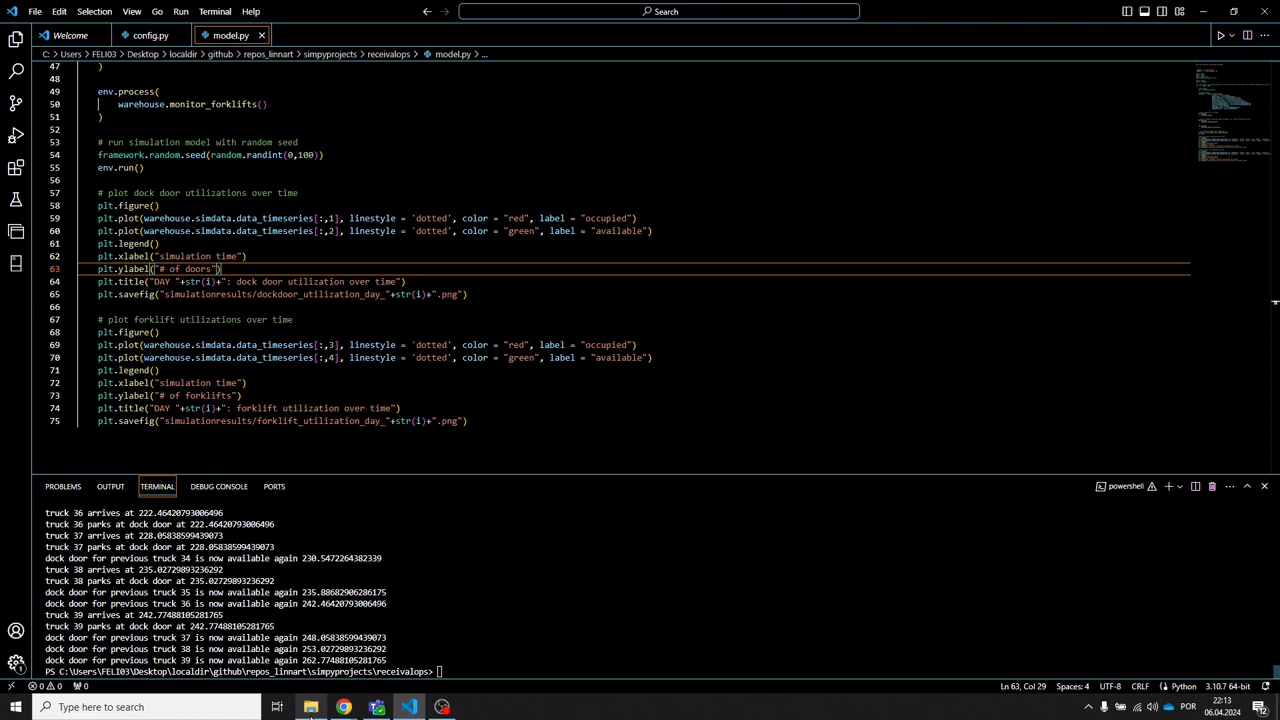 File Edit Selection View Go Run Terminal Help
Search
Welcome config.py model.py
C: > Users > FELI03 > Desktop > localdir > github > repos_linnart > simpyprojects > receivalops > model.py > ...
47 )
48
49 env.process(
50 warehouse.monitor_forklifts()
51 )
52
53 # run simulation model with random seed
54 framework.random.seed(random.randint(0,100))
55 env.run()
56
57 # plot dock door utilizations over time
58 plt.figure()
59 plt.plot(warehouse.simdata.data_timeseries[:,1], linestyle = 'dotted', color = "red", label = "occupied")
60 plt.plot(warehouse.simdata.data_timeseries[:,2], linestyle = 'dotted', color = "green", label = "available")
61 plt.legend()
62 plt.xlabel("simulation time")
63 plt.ylabel("# of doors")
64 plt.title("DAY "+str(i)+": dock door utilization over time")
65 plt.savefig("simulationresults/dockdoor_utilization_day_"+str(i)+".png")
66
67 # plot forklift utilizations over time
68 plt.figure()
69 plt.plot(warehouse.simdata.data_timeseries[:,3], linestyle = 'dotted', color = "red", label = "occupied")
70 plt.plot(warehouse.simdata.data_timeseries[:,4], linestyle = 'dotted', color = "green", label = "available")
71 plt.legend()
72 plt.xlabel("simulation time")
73 plt.ylabel("# of forklifts")
74 plt.title("DAY "+str(i)+": forklift utilization over time")
75 plt.savefig("simulationresults/forklift_utilization_day_"+str(i)+".png")
PROBLEMS OUTPUT TERMINAL DEBUG CONSOLE PORTS
powershell
truck 36 arrives at 222.46420793006496
truck 36 parks at dock door at 222.46420793006496
truck 37 arrives at 228.05838599439073
truck 37 parks at dock door at 228.05838599439073
dock door for previous truck 34 is now available again 230.5472264382339
truck 38 arrives at 235.02729893236292
truck 38 parks at dock door at 235.02729893236292
dock door for previous truck 35 is now available again 235.88682906286175
dock door for previous truck 36 is now available again 242.46420793006496
truck 39 arrives at 242.77488105281765
truck 39 parks at dock door at 242.77488105281765
dock door for previous truck 37 is now available again 248.05838599439073
dock door for previous truck 38 is now available again 253.02729893236292
dock door for previous truck 39 is now available again 262.77488105281765
PS C:\Users\FELI03\Desktop\localdir\github\repos_linnart\simpyprojects\receivalops>
0 0 0 Ln 63, Col 29 Spaces: 4 UTF-8 CRLF Python 3.10.7 64-bit
Type here to search
POR
22:13
06.04.2024